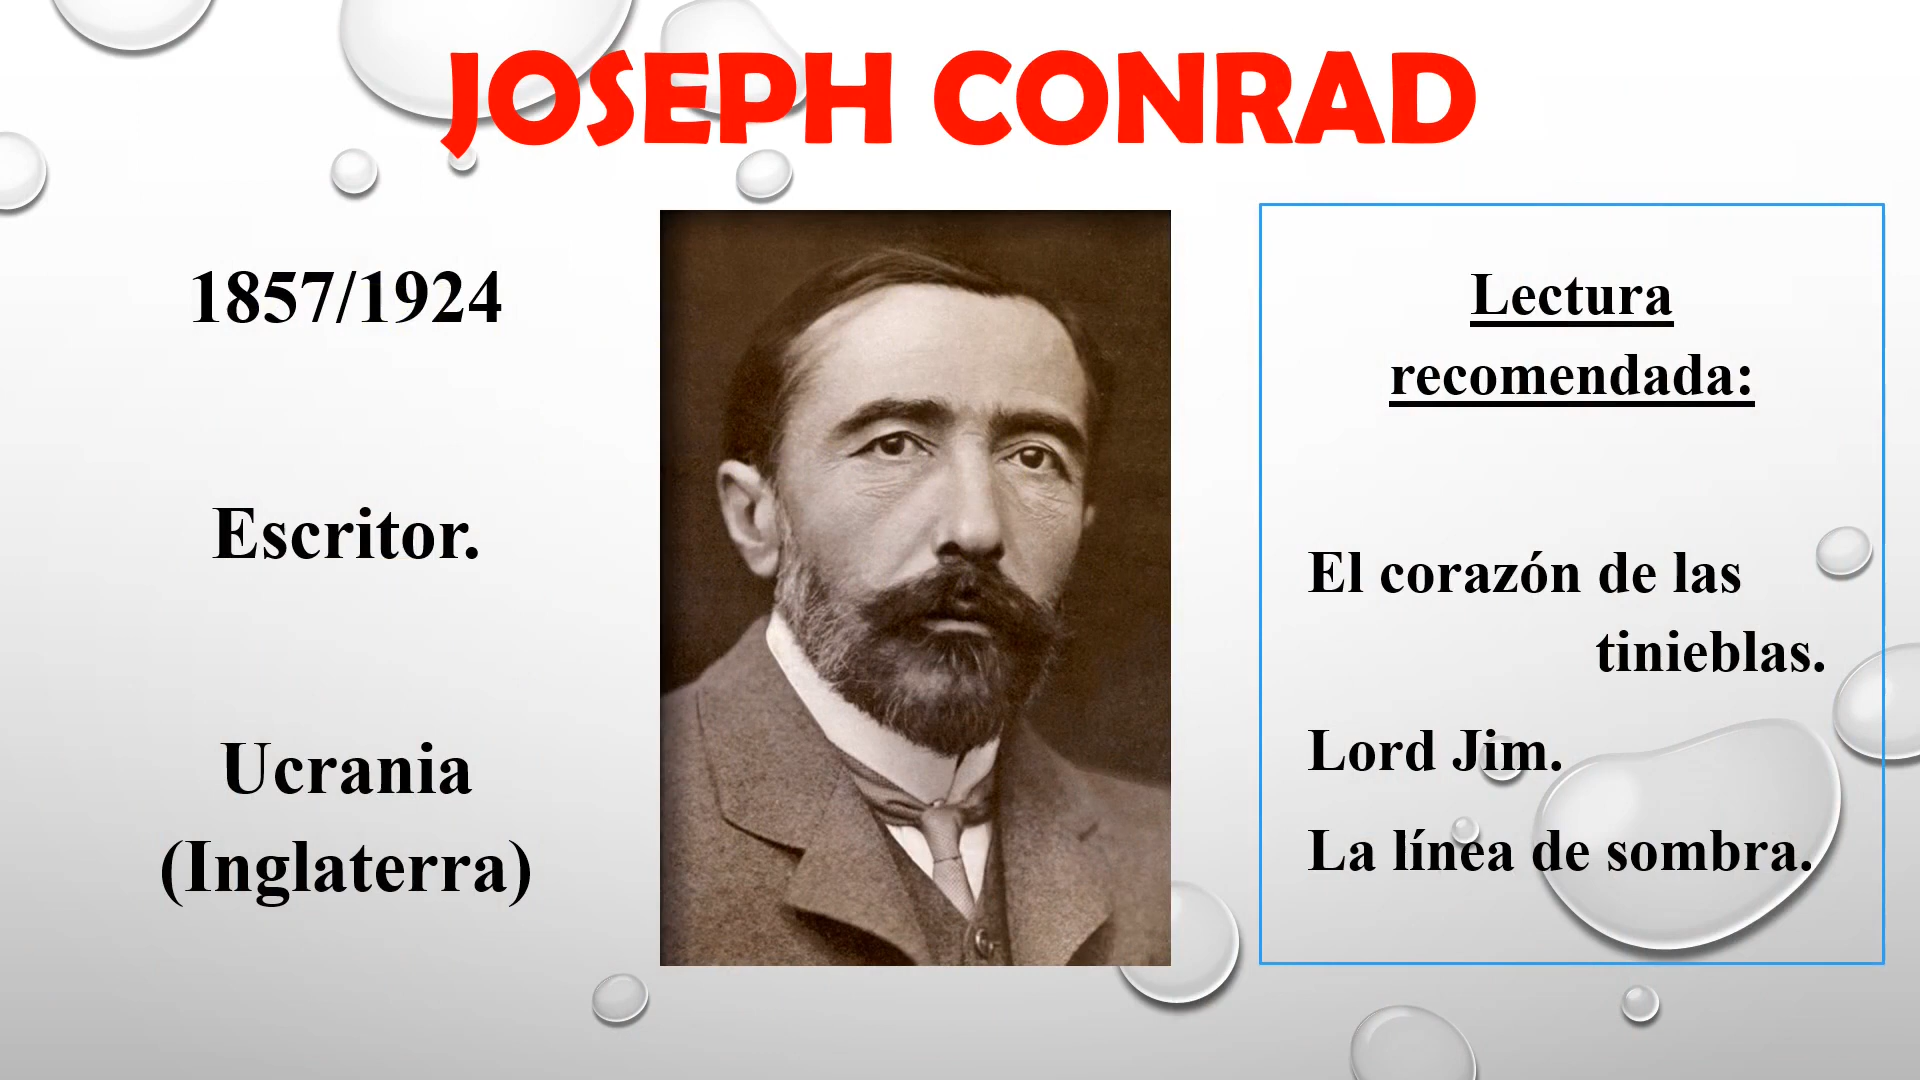 JOSEPH CONRAD
1857/1924
Escritor.
Ucrania
(Inglaterra)
Lectura
recomendada:
El corazón de las
tinieblas.
Lord Jim.
La línea de sombra.